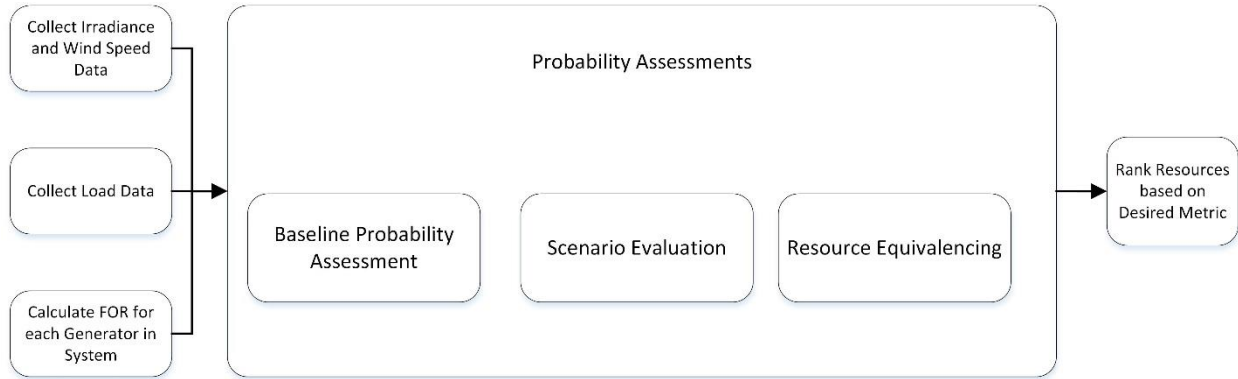 Collect Irradiance
and Wind Speed
Data
Collect Load Data
Calculate FOR for
each Generator in
System
Probability Assessments
Baseline Probability
Assessment
Scenario Evaluation
Resource Equivalencing
Rank Resources
based on
Desired Metric